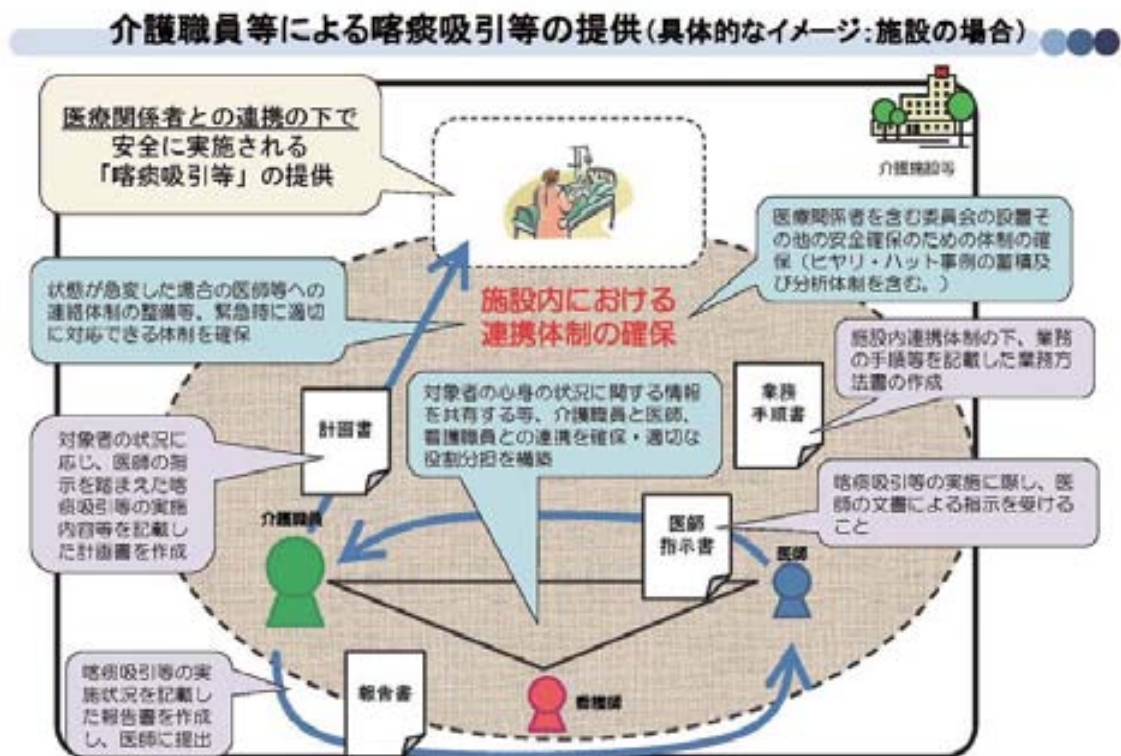 介護職員等による喀痰吸引等の提供(具体的なイメージ:施設の場合)
医療関係者との連携の下で
安全に実施される
「喀痰吸引等」の提供
介護施設等
医療関係者を含む委員会の設置そ
の他の安全確保のための体制の確
保(ヒヤリ・ハット事例の蓄積及
び分析体制を含む。)
状態が急変した場合の医師等への
連絡体制の整備等、緊急時に適切
に対応できる体制を確保
施設内における
連携体制の確保
施設内連携体制の下、業務
の手順等を記載した業務方
法書の作成
業務
手順書
対象者の心身の状況に関する情報
を共有する等、介護職員と医師、
看護職員との連携を確保・適切な
役割分担を構築
計画書
対象者の状況に
応じ、医師の指
示を踏まえた喀
痰吸引等の実施
内容等を記載し
た計画書を作成
喀痰吸引等の実施に際し、医
師の文書による指示を受ける
こと
介護職員
医師
指示書
医師
喀痰吸引等の実
施状況を記載し
た報告書を作成
し、医師に提出
報告書
看護師